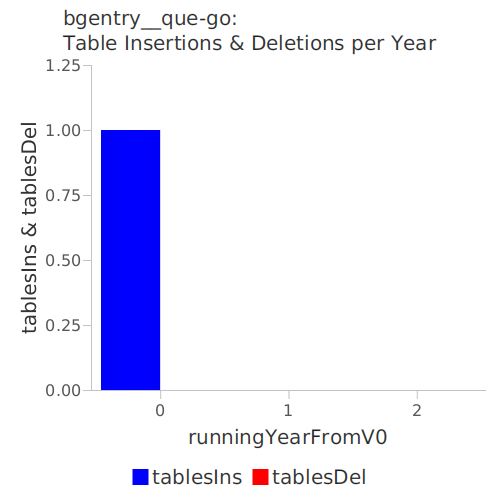 bgentry__que-go:
Table Insertions & Deletions per Year
1.25
1.00
0.75
0.50
0.25
0.00
tablesIns & tablesDel
0 1 2
runningYearFromV0
tablesIns tablesDel